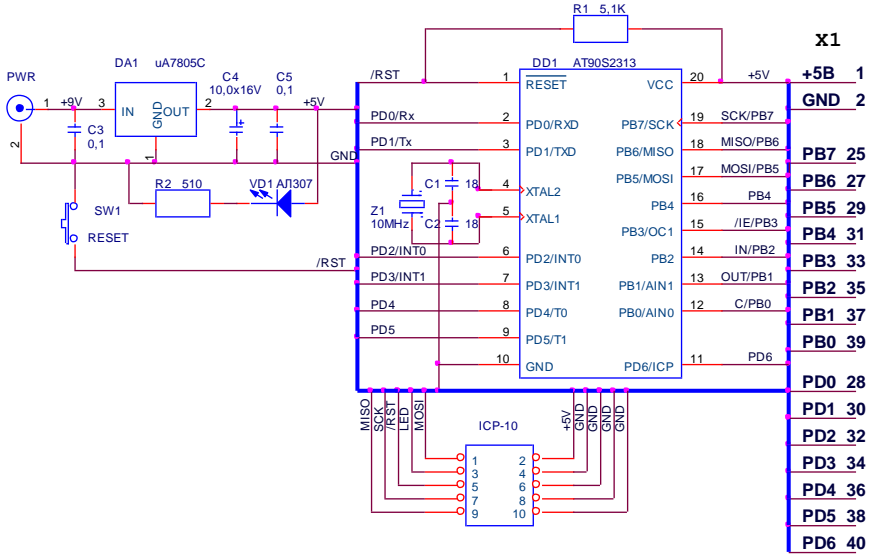 R1 5,1K
X1
DA1 uA7805C
C4 C5
10,0x16V 0,1
DD1 AT90S2313
PWR
/RST 1 RESET VCC 20 +5V +5B 1
1 +9V 3 IN GND OUT 2 +5V
GND 2
+
PD0/Rx 2 PD0/RXD PB7/SCK 19 SCK/PB7
C3
0,1
2
1
PD1/Tx 3 PD1/TXD PB6/MISO 18 MISO/PB6
GND
PB7 25
PB5/MOSI 17 MOSI/PB5
R2 510 VD1 АЛ307
C1 18 4 XTAL2
PB6 27
PB4 16 PB4
PB5 29
SW1
RESET
Z1
10MHz
C2 18 5 XTAL1 PB3/OC1 15 /IE/PB3
PB4 31
PD2/INT0 6 PD2/INT0 PB2 14 IN/PB2
/RST
PB3 33
PD3/INT1 7 PD3/INT1 PB1/AIN1 13 OUT/PB1
PB2 35
PD4 8 PD4/T0 PB0/AIN0 12 C/PB0
PB1 37
PD5 9 PD5/T1
PB0 39
10 GND PD6/ICP 11 PD6
PD0 28
MISO
SCK
/RST
LED
MOSI
+5V
GND
GND
GND
GND
PD1 30
ICP-10
PD2 32
1 2
3 4
PD3 34
5 6
7 8
PD4 36
9 10
PD5 38
PD6 40